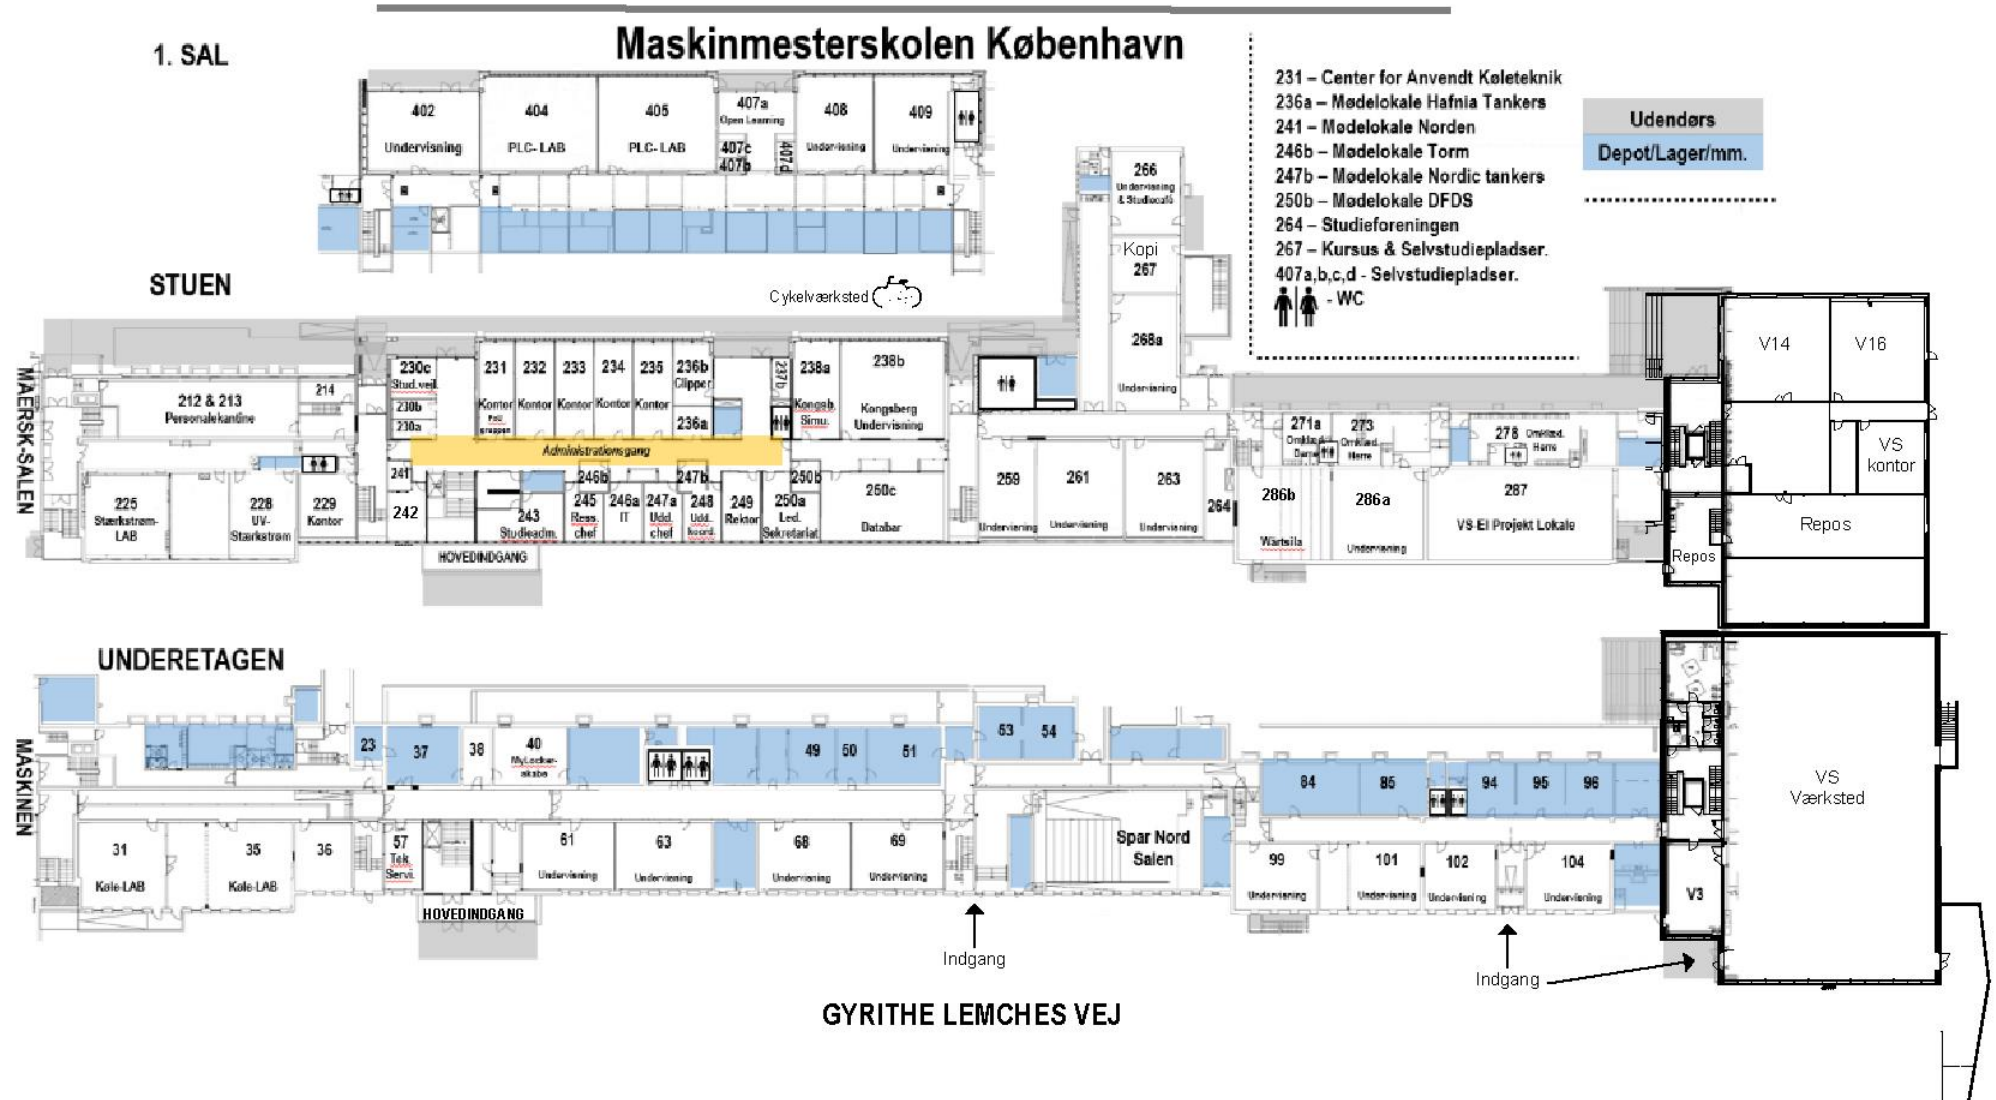 Maskinmesterskolen København
1. SAL
402
Undervisning
404
PLC-LAB
405
PLC-LAB
407a
Open Learning
407c
407b
407d
408
Undervisning
409
Undervisning
231 – Center for Anvendt Køleteknik
236a – Mødelokale Hafnia Tankers
241 – Mødelokale Norden
246b – Mødelokale Torm
247b – Mødelokale Nordic tankers
250b – Mødelokale DFDS
264 – Studieforeningen
267 – Kursus & Selvstudiepladser.
407a,b,c,d - Selvstudiepladser.
- WC
Udendørs
Depot/Lager/mm.
STUEN
Cykelværksted
MAERSK-SALEN
212 & 213
Personalekantine
214
225
Stærkstrøm-
LAB
228
UV-
Stærkstrøm
229
Kontor
230c
Stud.vejl.
230b
230a
231
Kontor
232
Kontor
233
Kontor
234
Kontor
235
Kontor
236b
Clipper
236a
237b
238a
Kongsb.
Simu.
238b
Kongsberg
Undervisning
Administrationsgang
241
242
243
Studieadm.
246b
245
Ress.
chef
246a
IT
247b
247a
Udd.
chef
248
Udd.
koord.
249
Rektor
250b
250a
Led.
Sekretariat
250c
Databar
HOVEDINDGANG
266
Undervisning
& Studiecafé
Kopi
267
268a
Undervisning
259
Undervisning
261
Undervisning
263
Undervisning
264
271a
Omklæd.
Dame
273
Omklæd.
Herre
278 Omklæd.
Herre
286b
Wärtsila
286a
Undervisning
287
VS-El Projekt Lokale
V14
V16
VS
kontor
Repos
Repos
UNDERETAGEN
MASKINEN
23
37
38
40
MyLocker-
skabe
49
50
51
53
54
84
85
94
95
96
31
Køle-LAB
35
Køle-LAB
36
57
Tek.
Servi.
61
Undervisning
63
Undervisning
68
Undervisning
69
Undervisning
Spar Nord
Salen
99
Undervisning
101
Undervisning
102
Undervisning
104
Undervisning
V3
VS
Værksted
HOVEDINDGANG
Indgang
Indgang
GYRITHE LEMCHES VEJ